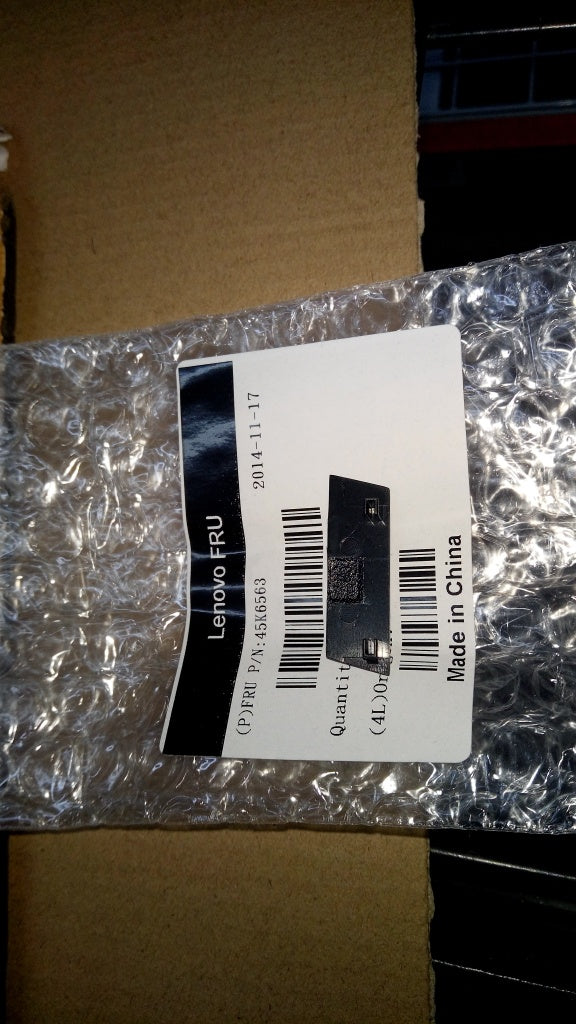 Lenovo FRU
(P)FRU P/N:45K6563 2014-11-17
Quantit
(4L)Or
Made in China